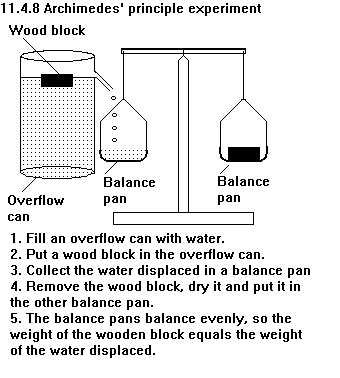 11.4.8 Archimedes' principle experiment
Wood block
Overflow
can
Balance
pan
Balance
pan
1. Fill an overflow can with water.
2. Put a wood block in the overflow can.
3. Collect the water displaced in a balance pan
4. Remove the wood block, dry it and put it in
the other balance pan.
5. The balance pans balance evenly, so the
weight of the wooden block equals the weight
of the water displaced.